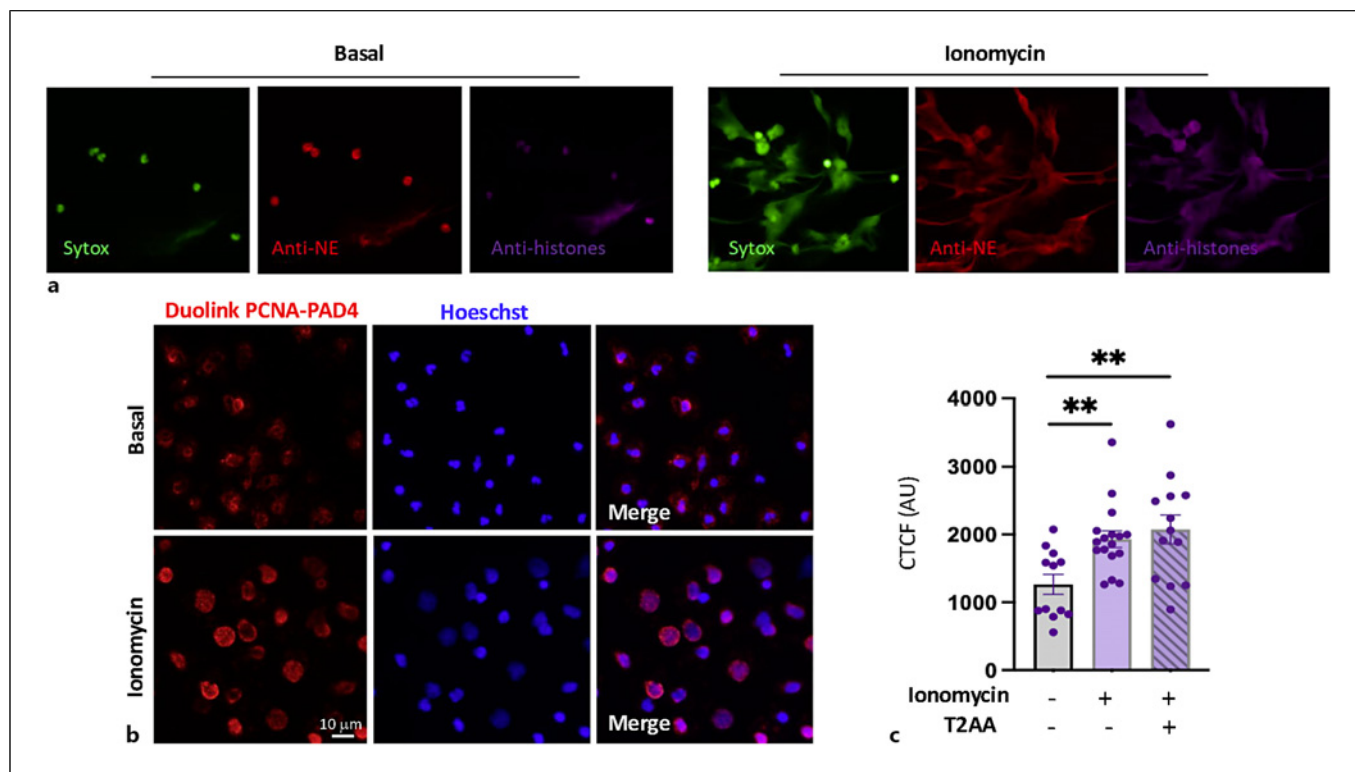 Basal
Ionomycin
Sytox
Anti-NE
Anti-histones
Sytox
Anti-NE
Anti-histones
a
Duolink PCNA-PAD4
Hoeschst
Basal
Merge
Ionomycin
10 μm
Merge
b
**
**
CTCF (AU)
4000
3000
2000
1000
0
Ionomycin - + +
T2AA - - +
c